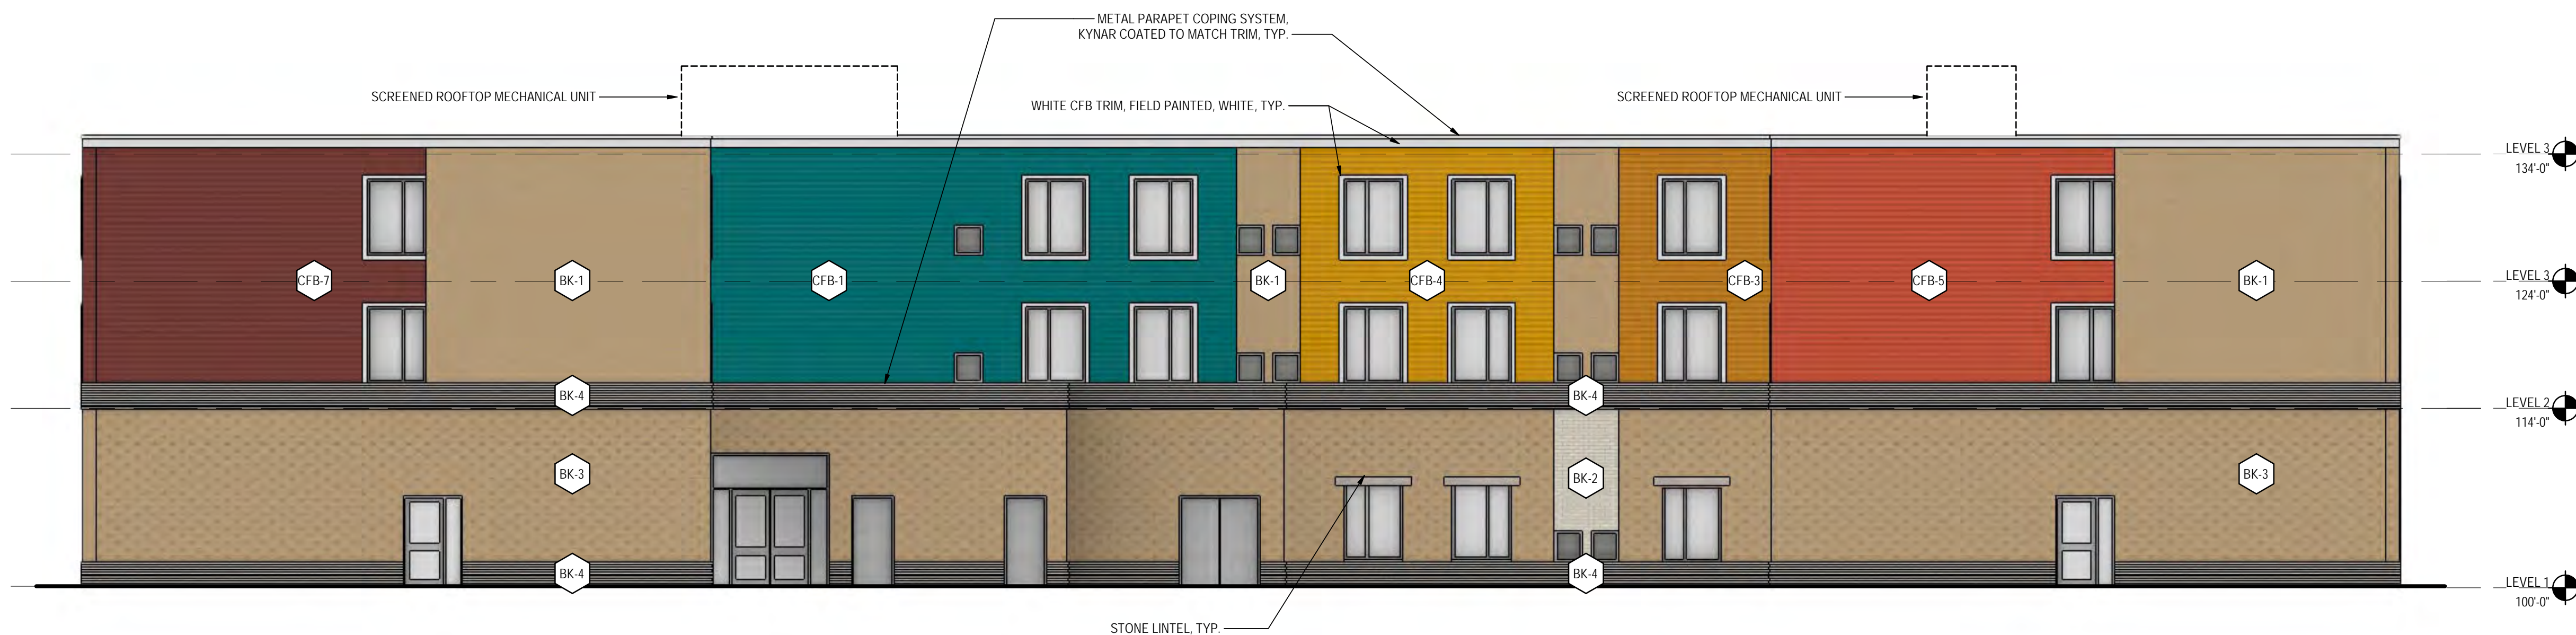 METAL PARAPET COPING SYSTEM,
KYNAR COATED TO MATCH TRIM, TYP.
SCREENED ROOFTOP MECHANICAL UNIT
SCREENED ROOFTOP MECHANICAL UNIT
WHITE CFB TRIM, FIELD PAINTED, WHITE, TYP.
LEVEL 3
134'-0"
CFB-7
BK-1
CFB-1
BK-1
CFB-4
CFB-3
CFB-5
BK-1
LEVEL 3
124'-0"
BK-4
BK-4
LEVEL 2
114'-0"
BK-3
BK-2
BK-3
BK-4
BK-4
LEVEL 1
100'-0"
STONE LINTEL, TYP.